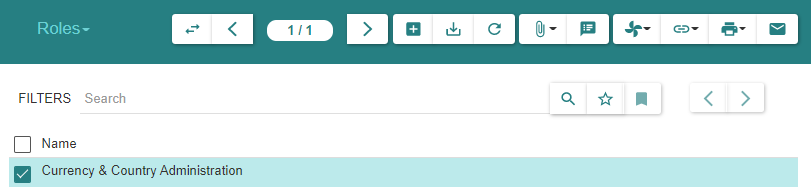 Roles
1 / 1
FILTERS Search
Name
Currency & Country Administration